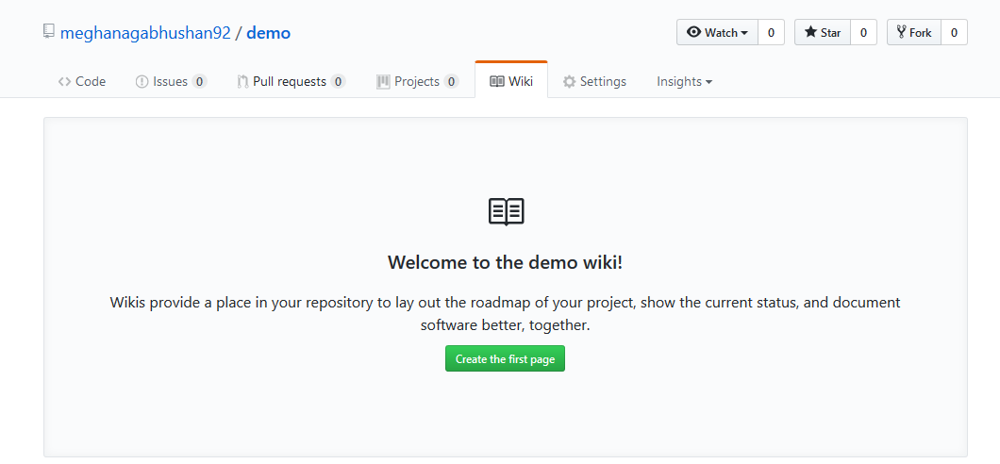 meghanagabhushan92 / demo
Watch 0 Star 0 Fork 0
Code Issues 0 Pull requests 0 Projects 0 Wiki Settings Insights
Welcome to the demo wiki!
Wikis provide a place in your repository to lay out the roadmap of your project, show the current status, and document
software better, together.
Create the first page